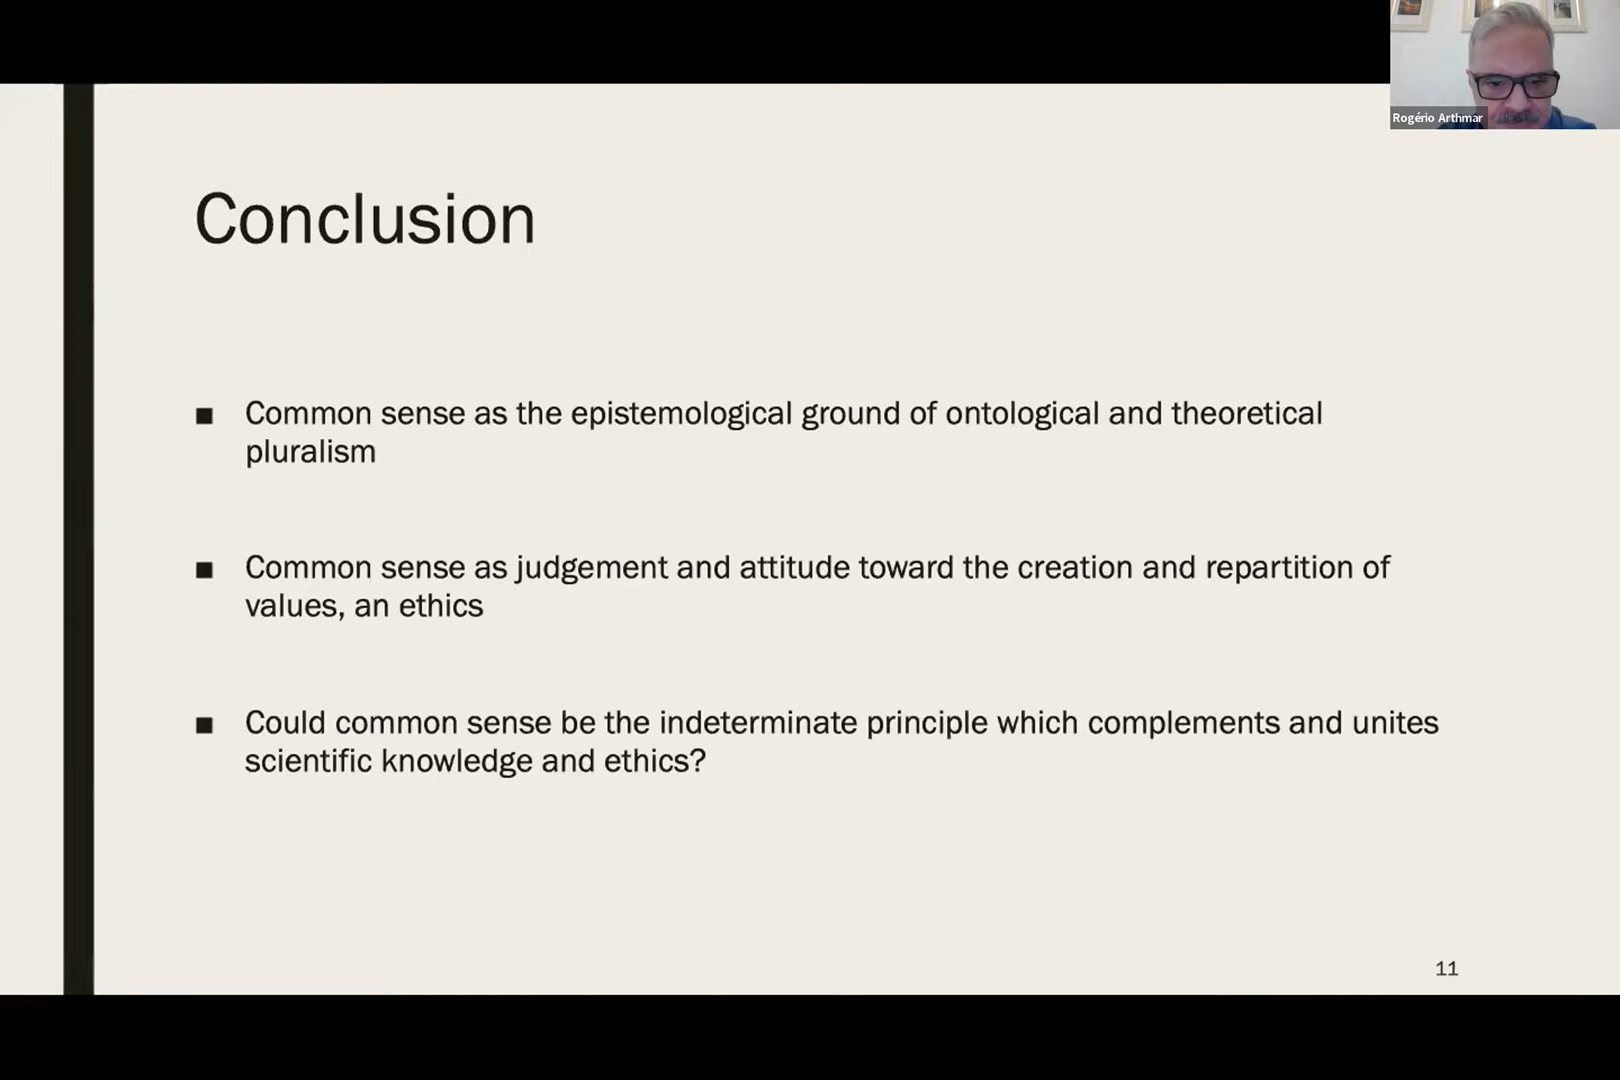 Rogério Arthmar
Conclusion
■ Common sense as the epistemological ground of ontological and theoretical
pluralism
■ Common sense as judgement and attitude toward the creation and repartition of
values, an ethics
■ Could common sense be the indeterminate principle which complements and unites
scientific knowledge and ethics?
11